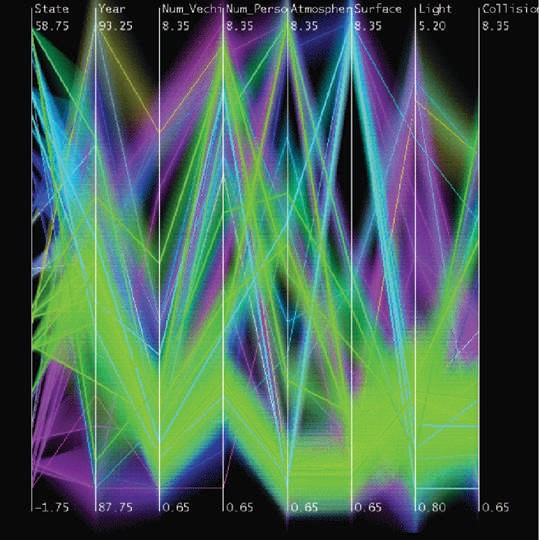 State Year Num_Vechi Num_Perso Atmospher Surface Light Collision
58.75 93.25 8.35 8.35 8.35 8.35 5.20 8.35
-1.75 87.75 0.65 0.65 0.65 0.65 0.80 0.65